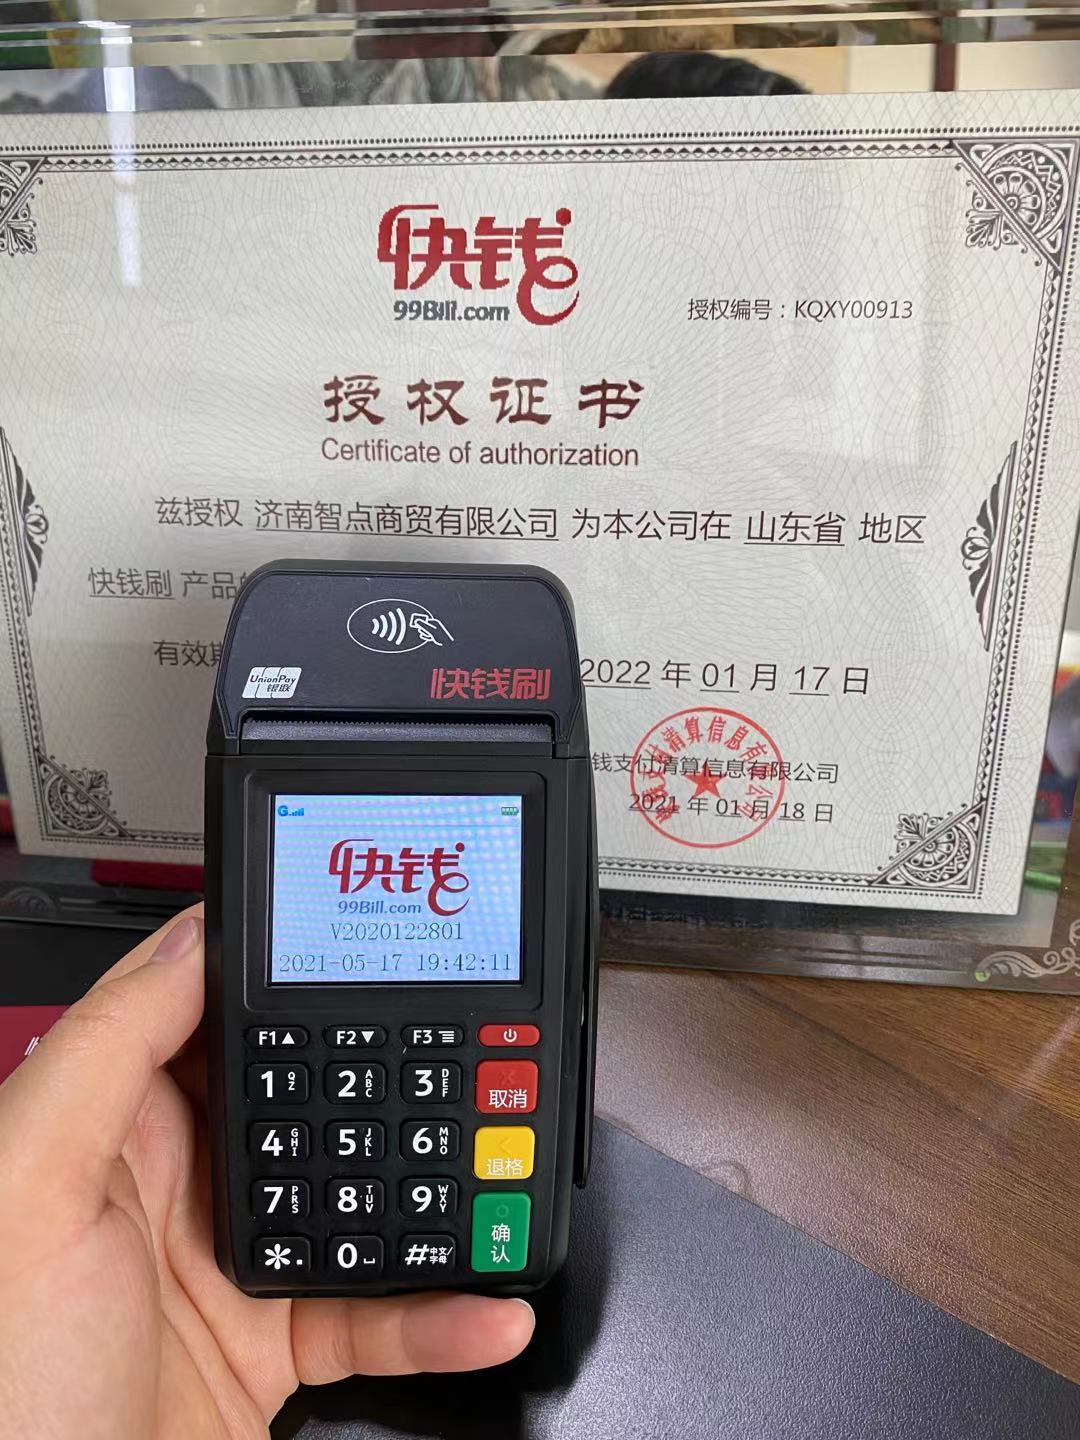 快钱
99Bill.com
授权编号：KQXY00913
授权证书
Certificate of authorization
兹授权 济南智点商贸有限公司 为本公司在 山东省 地区
快钱刷 产品
有效期
2022 年 01 月 17 日
钱支付清算信息有限公司
2021 年 01 月 18 日
UnionPay
银联
快钱刷
G
快钱
99Bill.com
V2020122801
2021-05-17 19:42:11
F1▲ F2▼ F3
1 QZ 2 ABC 3 DEF 取消
4 GHI 5 JKL 6 MNO 退格
7 PRS 8 TUV 9 WXY 确认
*. 0 # 中文/字母